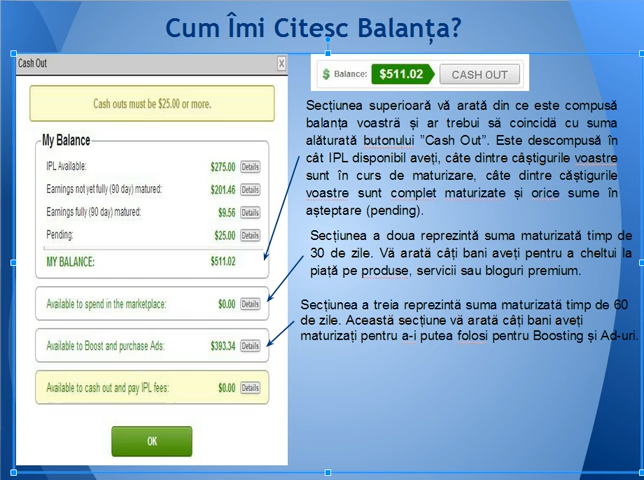 Cum Îmi Citesc Balanța?
Cash Out
X
$ Balance: $511.02 CASH OUT
Cash outs must be $25.00 or more.
My Balance
IPL Available: $275.00 Details
Earnings not yet fully (90 day) matured: $201.46 Details
Earnings fully (90 day) matured: $9.56 Details
Pending: $25.00 Details
MY BALANCE: $511.02
Available to spend in the marketplace: $0.00 Details
Available to Boost and purchase Ads: $393.34 Details
Available to cash out and pay IPL fees: $0.00 Details
OK
Secțiunea superioară vă arată din ce este compusă
balanța voastră și ar trebui să coincidă cu suma
alăturată butonului ”Cash Out”. Este descompusă în
cât IPL disponibil aveți, câte dintre câștigurile voastre
sunt în curs de maturizare, câte dintre căștigurile
voastre sunt complet maturizate și orice sume în
așteptare (pending).
Secțiunea a doua reprezintă suma maturizată timp de
30 de zile. Vă arată câți bani aveți pentru a cheltui la
piață pe produse, servicii sau bloguri premium.
Secțiunea a treia reprezintă suma maturizată timp de 60
de zile. Această secțiune vă arată câți bani aveți
maturizați pentru a-i putea folosi pentru Boosting și Ad-uri.